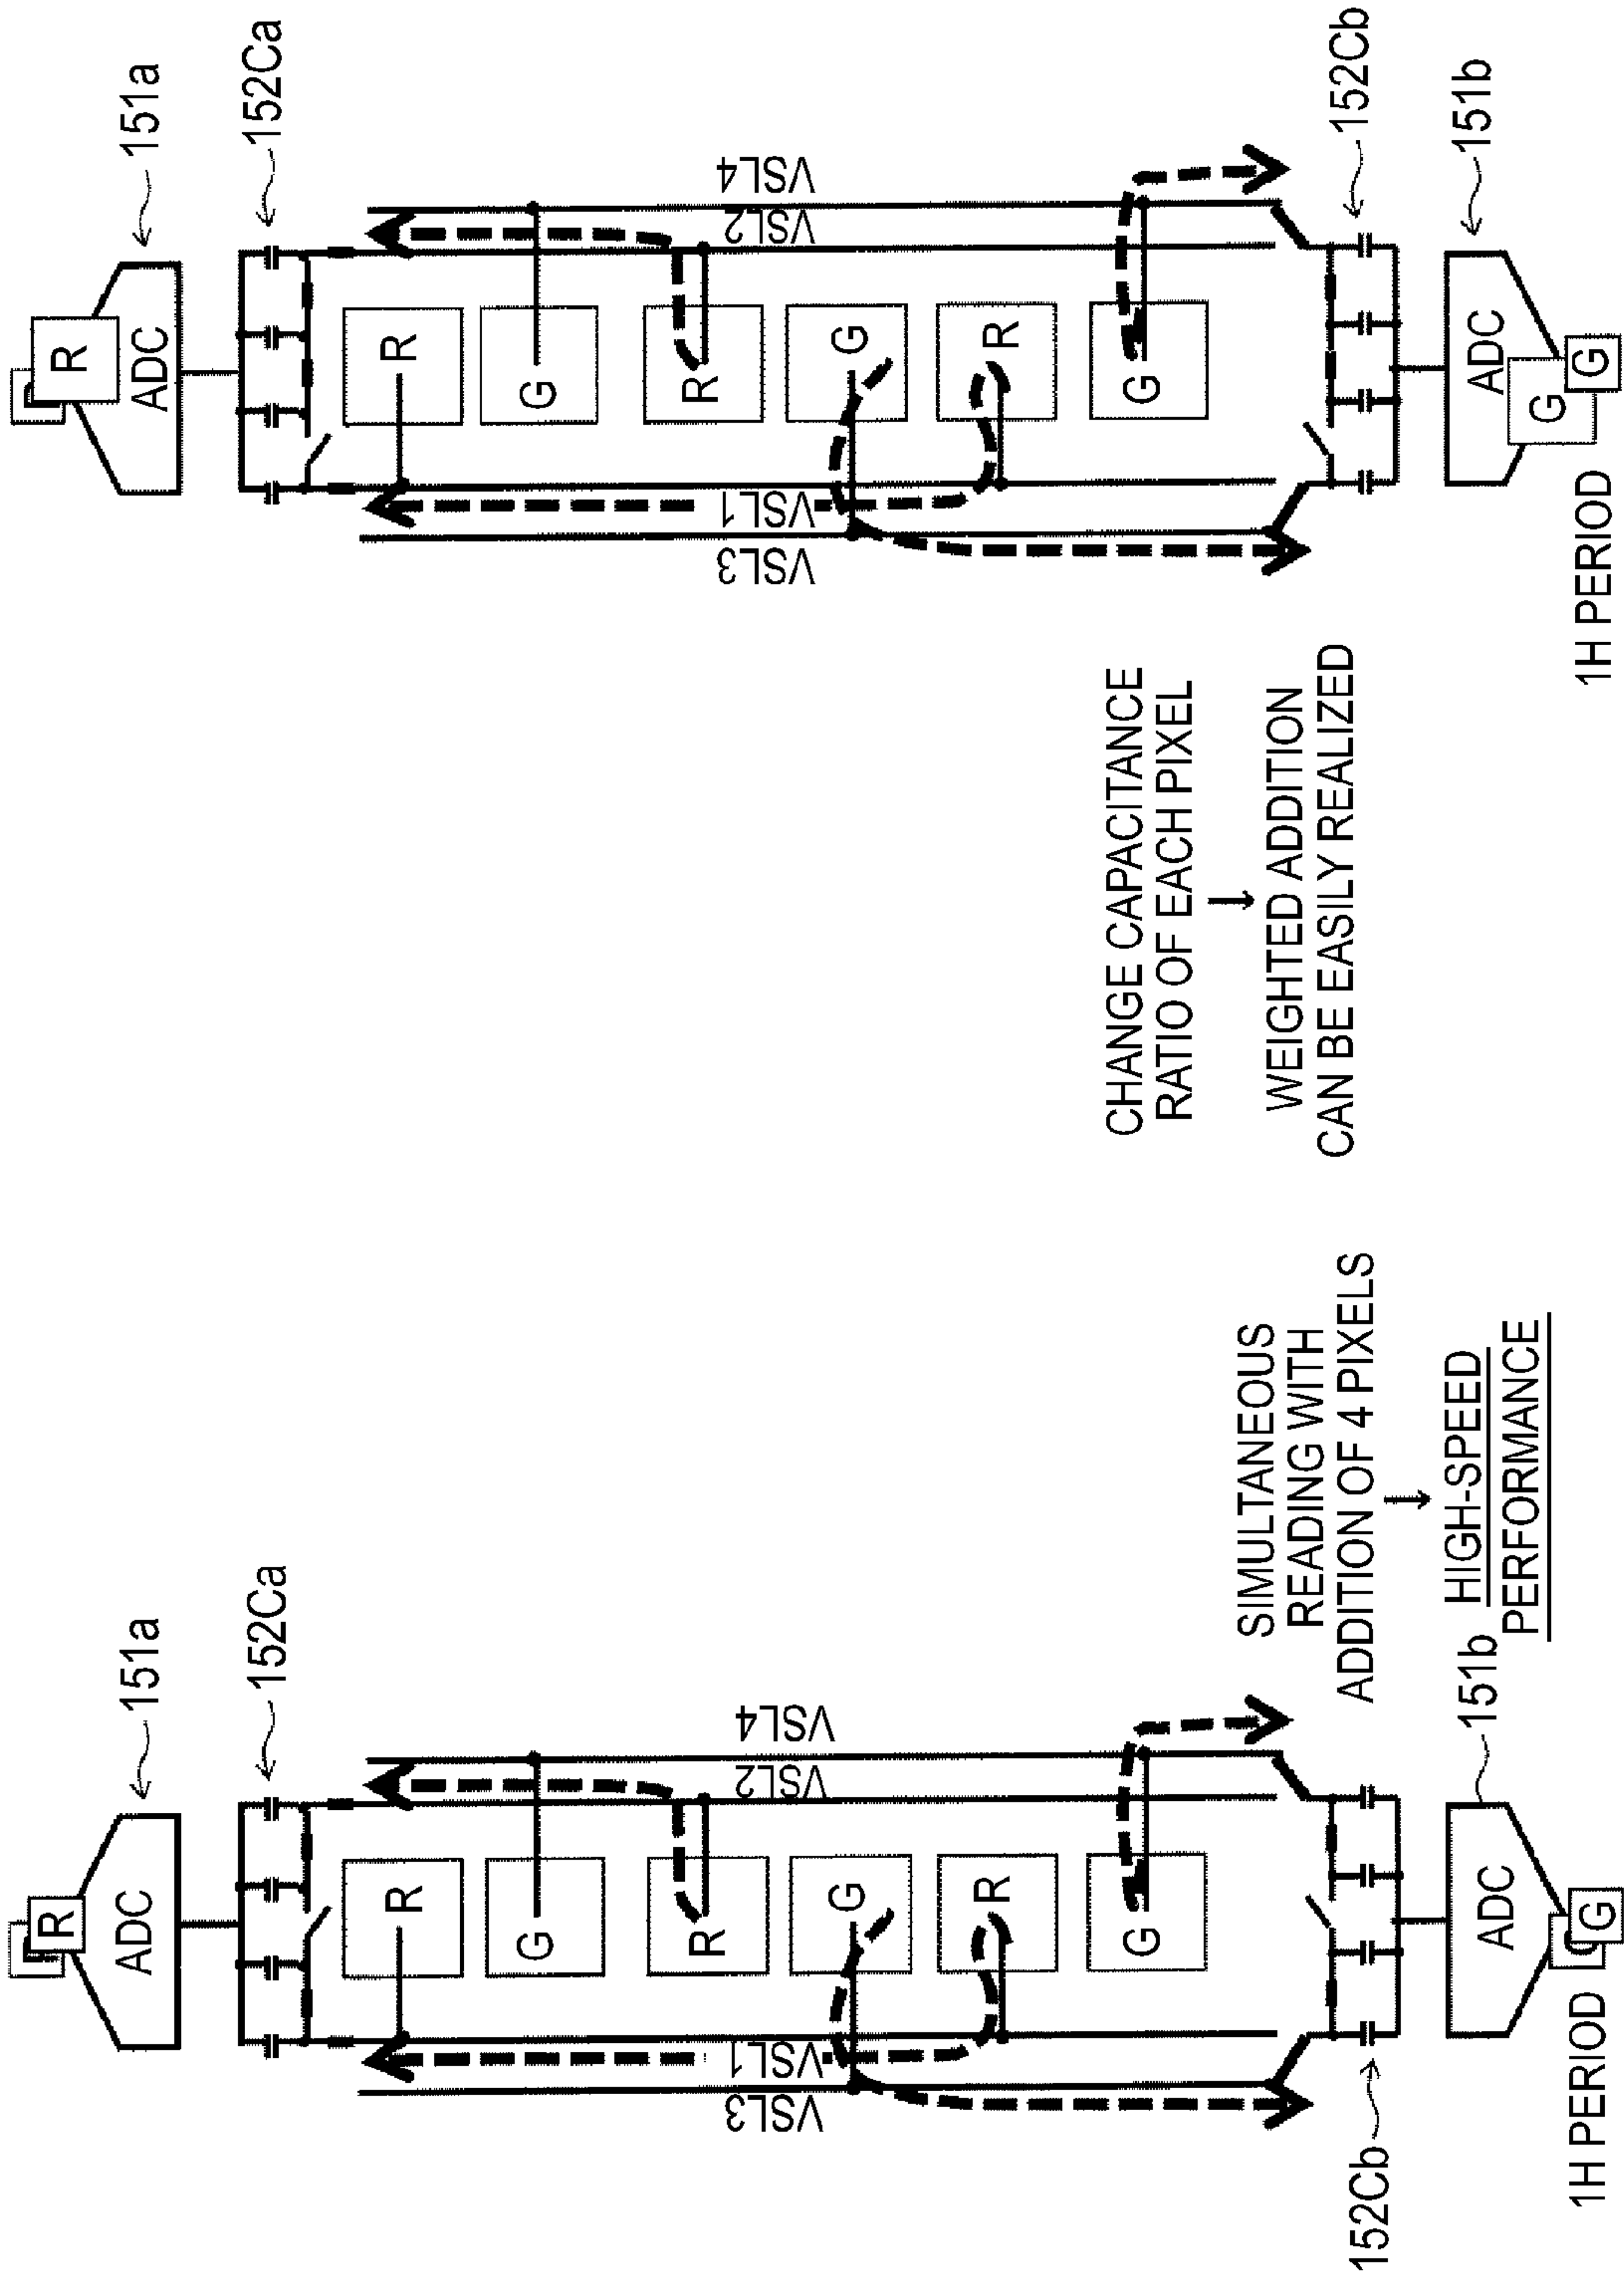 152Ca
151a
R
ADC
VSL3
VSL1
VSL2
VSL4
R
G
R
G
R
G
152Cb
ADC
151b
G
1H PERIOD
SIMULTANEOUS
READING WITH
ADDITION OF 4 PIXELS
HIGH-SPEED
PERFORMANCE
CHANGE CAPACITANCE
RATIO OF EACH PIXEL
WEIGHTED ADDITION
CAN BE EASILY REALIZED
151a
152Ca
R
ADC
VSL3
VSL1
VSL2
VSL4
R
G
R
G
R
G
152Cb
151b
ADC
G
G
1H PERIOD